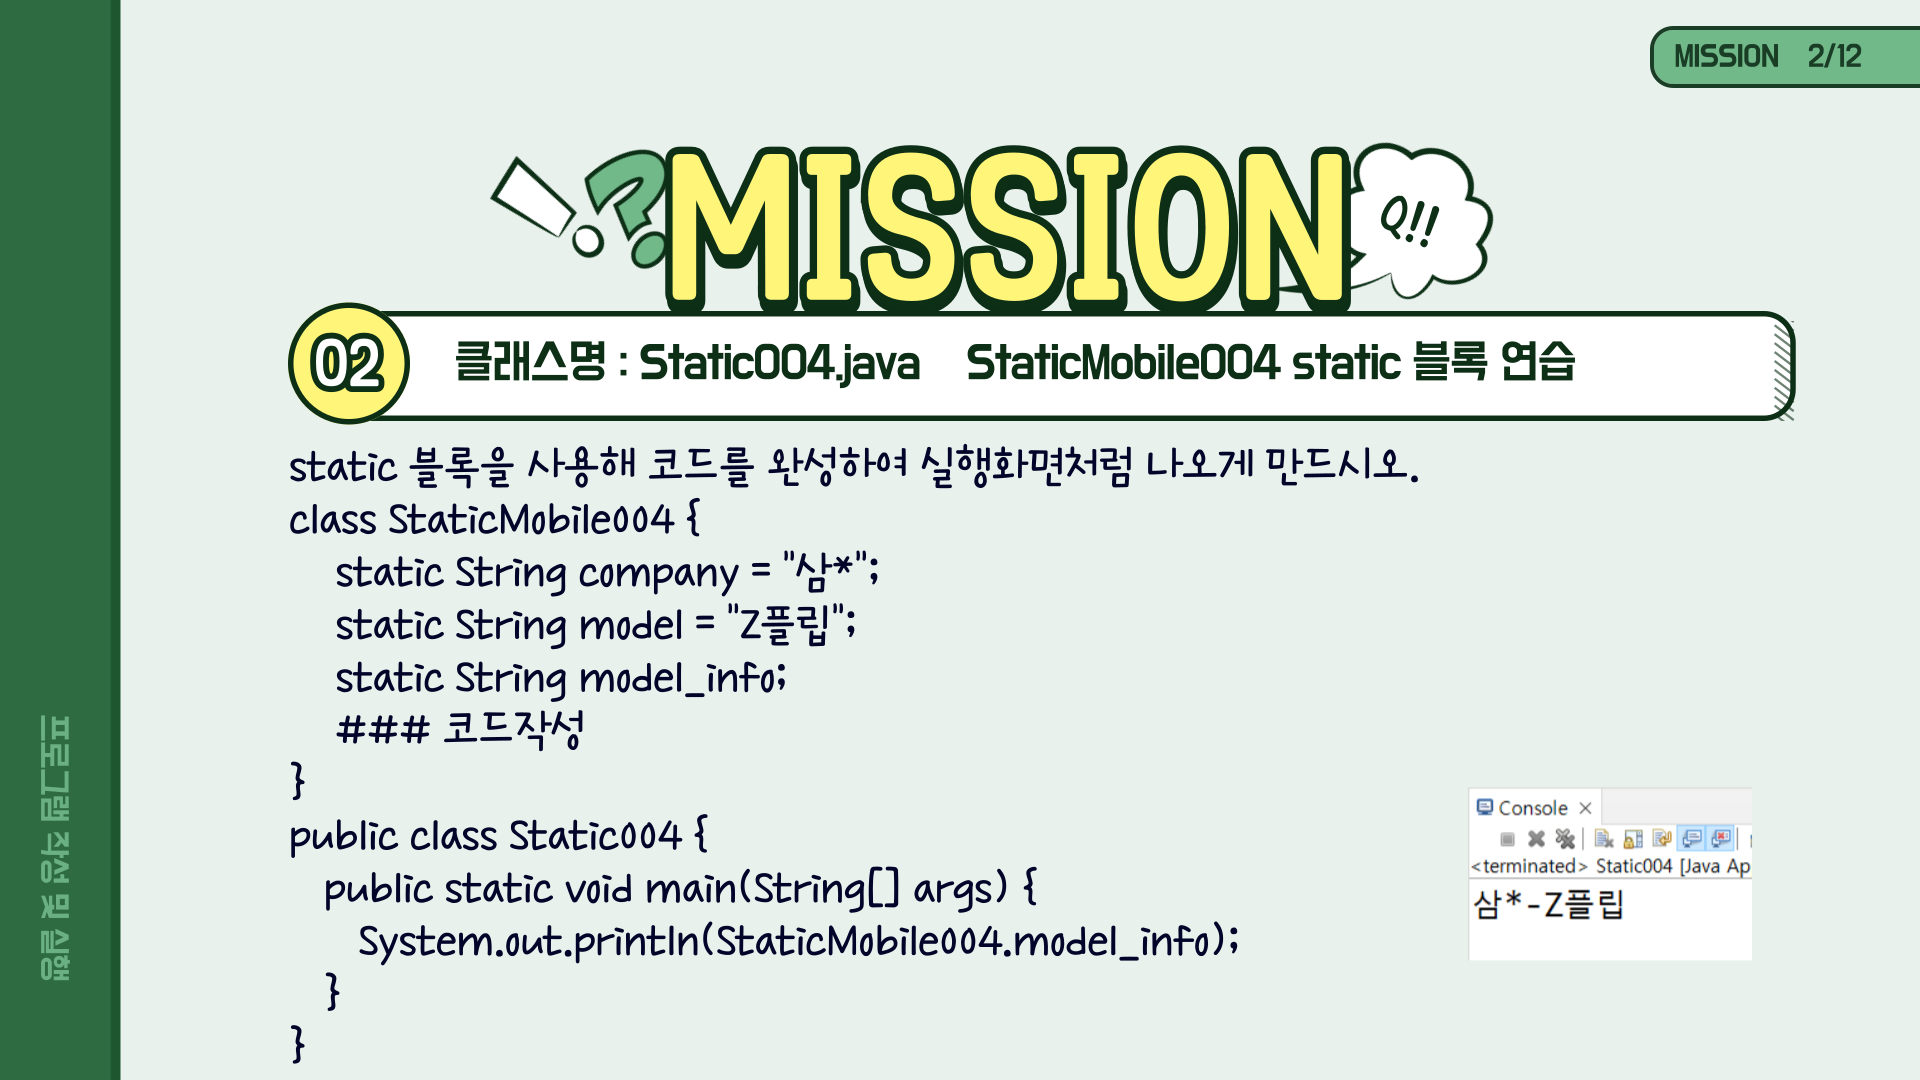 MISSION 2/12
MISSION
Q!!
02
클래스명 : Static004.java StaticMobile004 static 블록 연습
static 블록을 사용해 코드를 완성하여 실행화면처럼 나오게 만드시오.
class StaticMobile004 {
static String company = "삼*";
static String model = "Z플립";
static String model_info;
### 코드작성
}
public class Static004 {
public static void main(String[] args) {
System.out.println(StaticMobile004.model_info);
}
}
Console
<terminated> Static004 [Java Ap
삼*-Z플립
프로그램 작성 및 실행